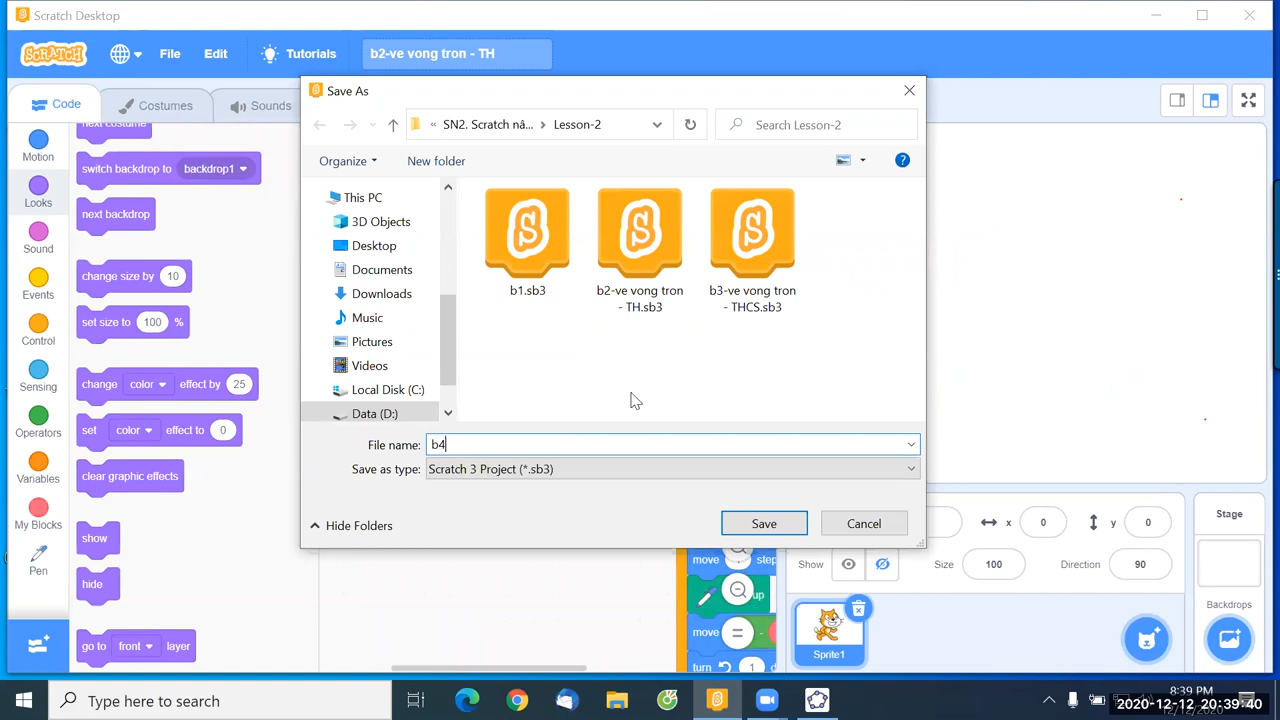 Scratch Desktop
SCRATCH
File
Edit
Tutorials
b2-ve vong tron - TH
Code
Costumes
Sounds
Motion
Looks
Sound
Events
Control
Sensing
Operators
Variables
My Blocks
Pen
next costume
switch backdrop to backdrop1
next backdrop
change size by 10
set size to 100 %
change color effect by 25
set color effect to 0
clear graphic effects
show
hide
go to front layer
Save As
« SN2. Scratch nâ... > Lesson-2
Search Lesson-2
Organize
New folder
This PC
3D Objects
Desktop
Documents
Downloads
Music
Pictures
Videos
Local Disk (C:)
Data (D:)
b1.sb3
b2-ve vong tron
- TH.sb3
b3-ve vong tron
- THCS.sb3
File name: b4
Save as type: Scratch 3 Project (*.sb3)
Hide Folders
Save
Cancel
move step
up
move -
turn 1
x 0
y 0
Show
Size 100
Direction 90
Sprite1
Stage
Backdrops
Type here to search
8:39 PM
2020-12-12 20:39:40